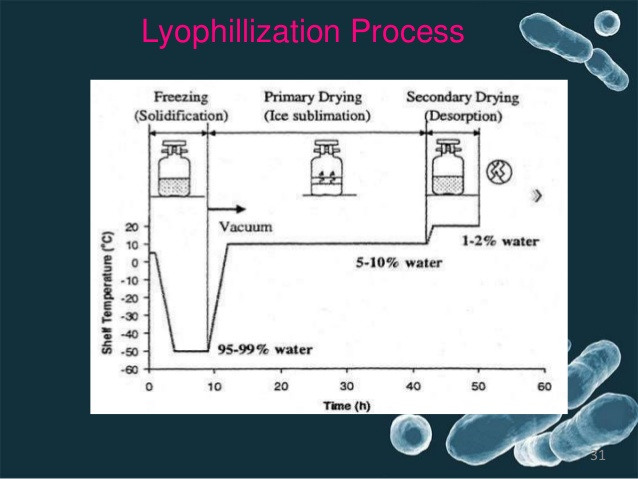 Lyophillization Process
Freezing
(Solidification)
Primary Drying
(Ice sublimation)
Secondary Drying
(Desorption)
Vacuum
1-2% water
5-10% water
95-99% water
Shelf Temperature (°C)
20
10
0
-10
-20
-30
-40
-50
-60
0 10 20 30 40 50 60
Time (h)
31